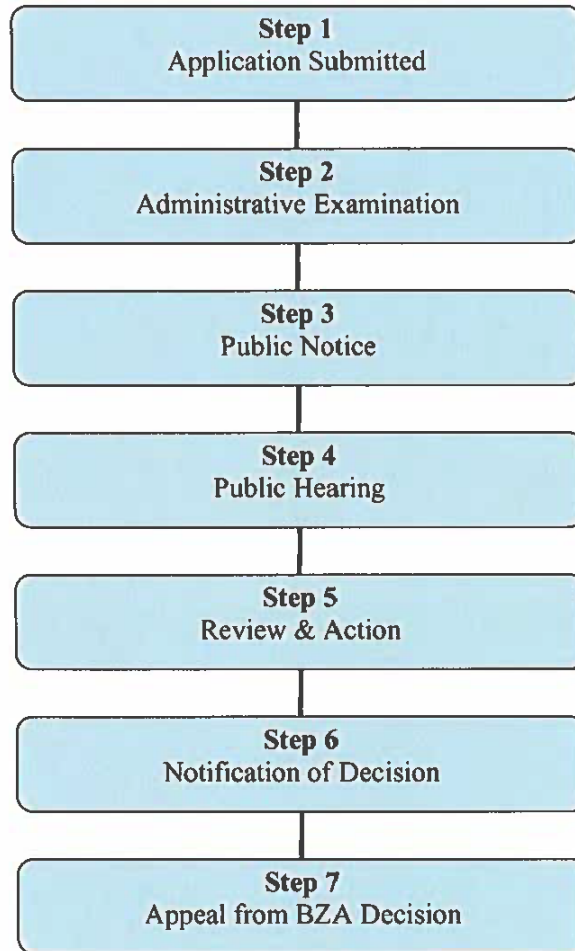 Step 1
Application Submitted
Step 2
Administrative Examination
Step 3
Public Notice
Step 4
Public Hearing
Step 5
Review & Action
Step 6
Notification of Decision
Step 7
Appeal from BZA Decision